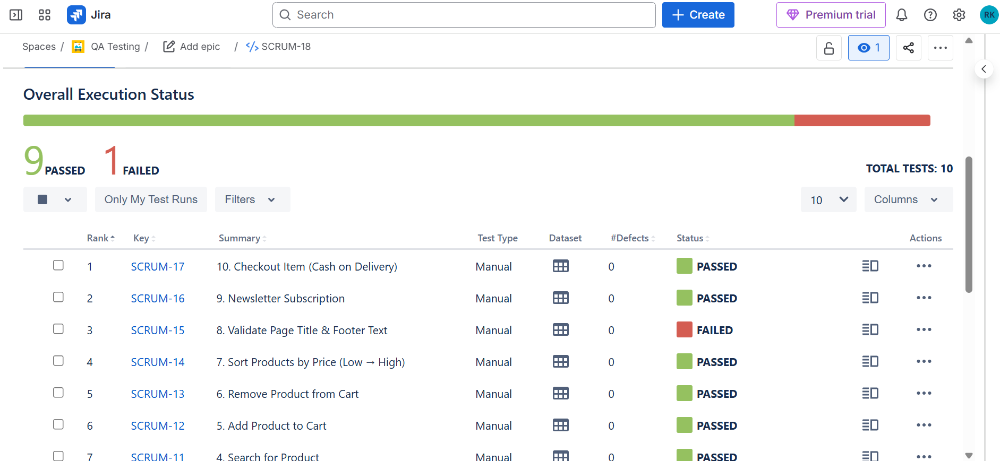 Jira
Search
Create
Premium trial
RK
Spaces / QA Testing / Add epic / SCRUM-18
1
Overall Execution Status
9 PASSED 1 FAILED
TOTAL TESTS: 10
Only My Test Runs Filters 10 Columns
Rank Key Summary Test Type Dataset #Defects Status Actions
1 SCRUM-17 10. Checkout Item (Cash on Delivery) Manual 0 PASSED
2 SCRUM-16 9. Newsletter Subscription Manual 0 PASSED
3 SCRUM-15 8. Validate Page Title & Footer Text Manual 0 FAILED
4 SCRUM-14 7. Sort Products by Price (Low → High) Manual 0 PASSED
5 SCRUM-13 6. Remove Product from Cart Manual 0 PASSED
6 SCRUM-12 5. Add Product to Cart Manual 0 PASSED
7 SCRUM-11 4. Search for Product Manual 0 PASSED